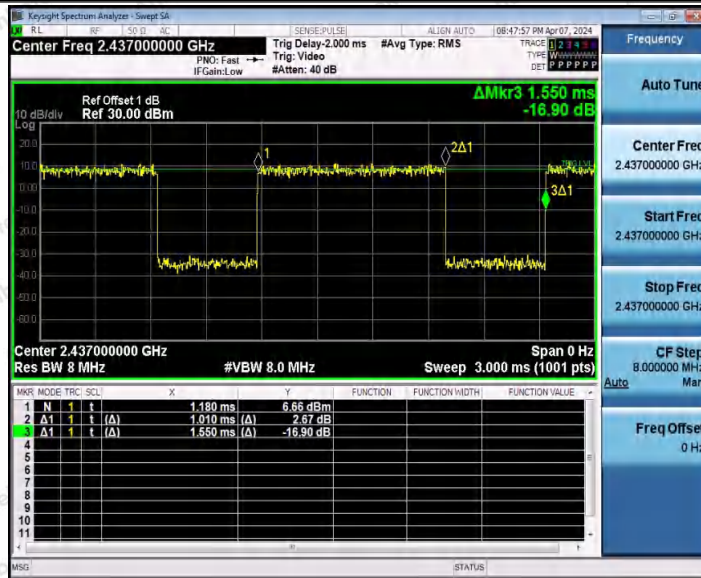 Keysight Spectrum Analyzer - Swept SA
RL RF 50 Ω AC SENSE:PULSE ALIGN AUTO 08:47:57 PM Apr 07, 2024
Center Freq 2.437000000 GHz Trig Delay-2.000 ms #Avg Type: RMS TRACE 1 2 3 4 5 6
PNO: Fast Trig: Video TYPE W
IFGain:Low #Atten: 40 dB DET P P P P P P
Frequency
Auto Tune
Center Freq
2.437000000 GHz
Start Freq
2.437000000 GHz
Stop Freq
2.437000000 GHz
CF Step
8.000000 MHz
Auto Man
Freq Offset
0 Hz
ΔMkr3 1.550 ms
-16.90 dB
Ref Offset 1 dB
10 dB/div Ref 30.00 dBm
Log
20.0
10.0
0.00
-10.0
-20.0
-30.0
-40.0
-50.0
-60.0
1
2Δ1
TRIG LVL
3Δ1
Center 2.437000000 GHz Span 0 Hz
Res BW 8 MHz #VBW 8.0 MHz Sweep 3.000 ms (1001 pts)
MKR MODE TRC SCL X Y FUNCTION FUNCTION WIDTH FUNCTION VALUE
1 N 1 t 1.180 ms 6.66 dBm
2 Δ1 1 t (Δ) 1.010 ms (Δ) 2.67 dB
3 Δ1 1 t (Δ) 1.550 ms (Δ) -16.90 dB
4
5
6
7
8
9
10
11
MSG STATUS